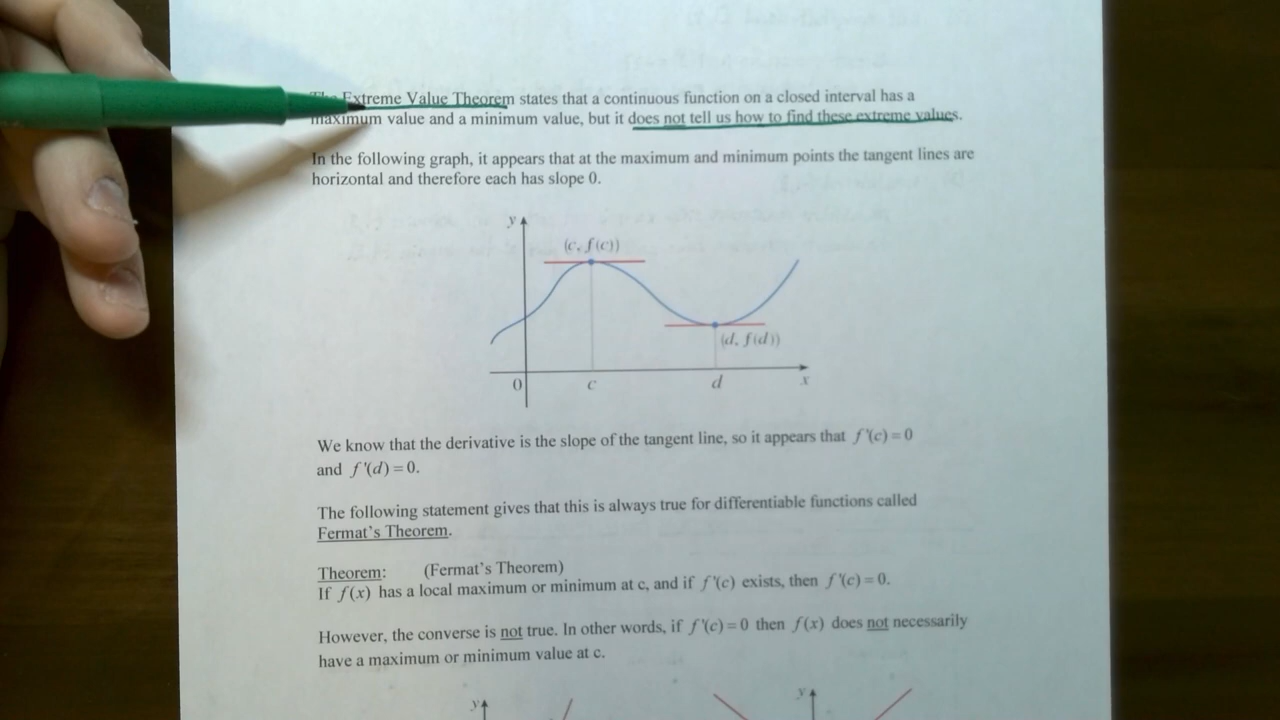 The Extreme Value Theorem states that a continuous function on a closed interval has a
maximum value and a minimum value, but it does not tell us how to find these extreme values.
In the following graph, it appears that at the maximum and minimum points the tangent lines are
horizontal and therefore each has slope 0.
y
(c, f(c))
(d, f(d))
0 c d x
We know that the derivative is the slope of the tangent line, so it appears that f'(c) = 0
and f'(d) = 0.
The following statement gives that this is always true for differentiable functions called
Fermat's Theorem.
Theorem: (Fermat's Theorem)
If f(x) has a local maximum or minimum at c, and if f'(c) exists, then f'(c) = 0.
However, the converse is not true. In other words, if f'(c) = 0 then f(x) does not necessarily
have a maximum or minimum value at c.
y y